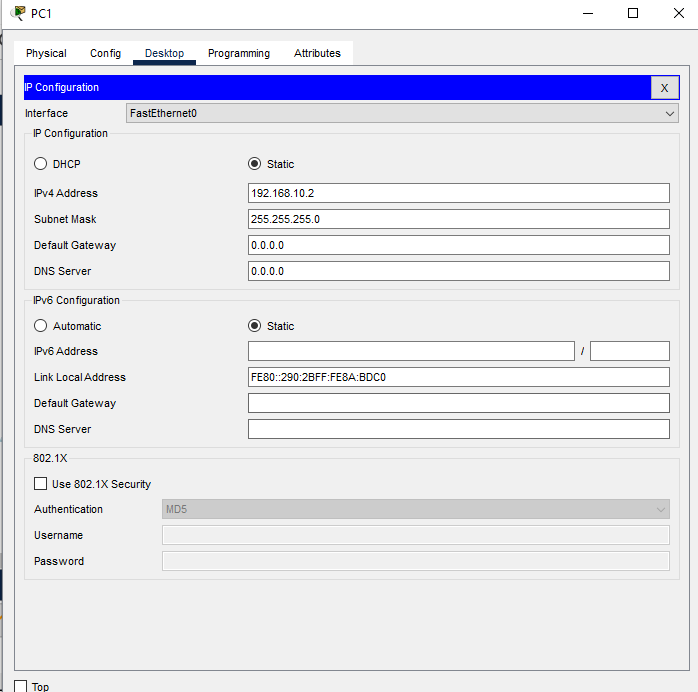 PC1
Physical Config Desktop Programming Attributes
IP Configuration X
Interface FastEthernet0
IP Configuration
DHCP Static
IPv4 Address 192.168.10.2
Subnet Mask 255.255.255.0
Default Gateway 0.0.0.0
DNS Server 0.0.0.0
IPv6 Configuration
Automatic Static
IPv6 Address /
Link Local Address FE80::290:2BFF:FE8A:BDC0
Default Gateway
DNS Server
802.1X
Use 802.1X Security
Authentication MD5
Username
Password
Top